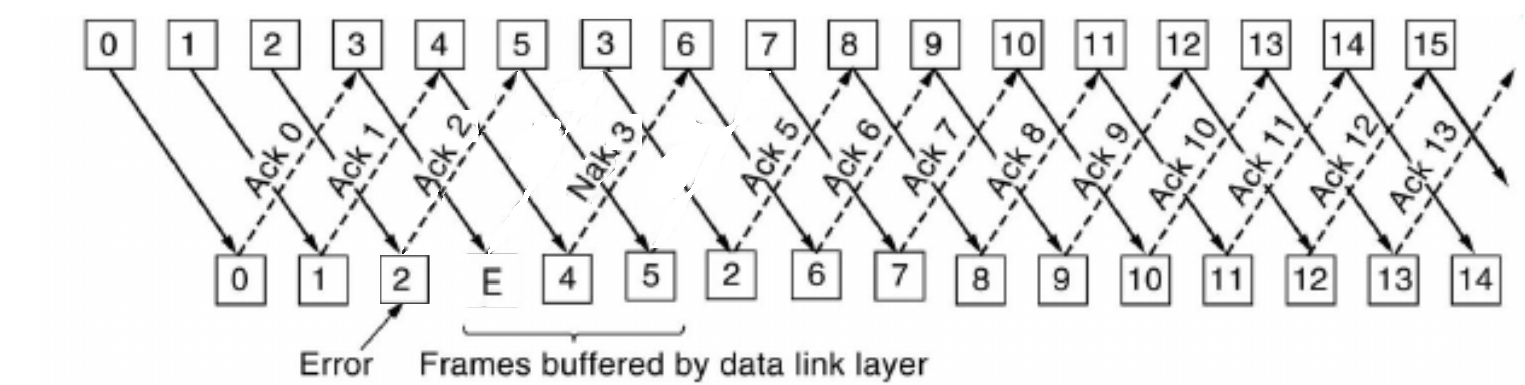 0 1 2 3 4 5 3 6 7 8 9 10 11 12 13 14 15
Ack 0 Ack 1 Ack 2 Nak 3 Ack 5 Ack 6 Ack 7 Ack 8 Ack 9 Ack 10 Ack 11 Ack 12 Ack 13
0 1 2 E 4 5 2 6 7 8 9 10 11 12 13 14
Error Frames buffered by data link layer